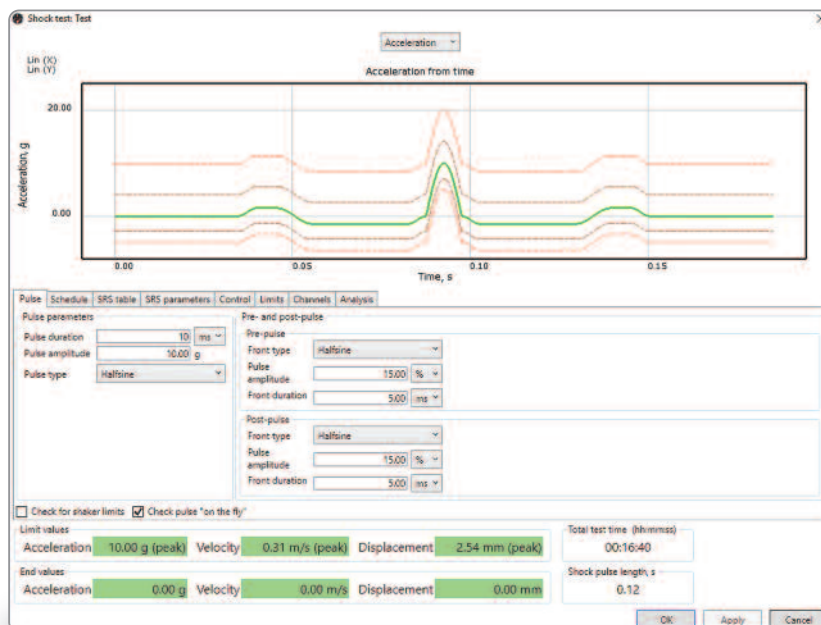 Shock test: Test
Acceleration
Lin (X)
Lin (Y)
Acceleration from time
20.00
0.00
Acceleration, g
0.00 0.05 0.10 0.15
Time, s
Pulse Schedule SRS table SRS parameters Control Limits Channels Analysis
Pulse parameters
Pulse duration 10 ms
Pulse amplitude 10.00 g
Pulse type Halfsine
Pre- and post-pulse
Pre-pulse
Front type Halfsine
Pulse
amplitude 15.00 %
Front duration 5.00 ms
Post-pulse
Front type Halfsine
Pulse
amplitude 15.00 %
Front duration 5.00 ms
Check for shaker limits Check pulse "on the fly"
Limit values
Acceleration 10.00 g (peak) Velocity 0.31 m/s (peak) Displacement 2.54 mm (peak)
Total test time (hh:mm:ss)
00:16:40
End values
Acceleration 0.00 g Velocity 0.00 m/s Displacement 0.00 mm
Shock pulse length, s
0.12
OK Apply Cancel